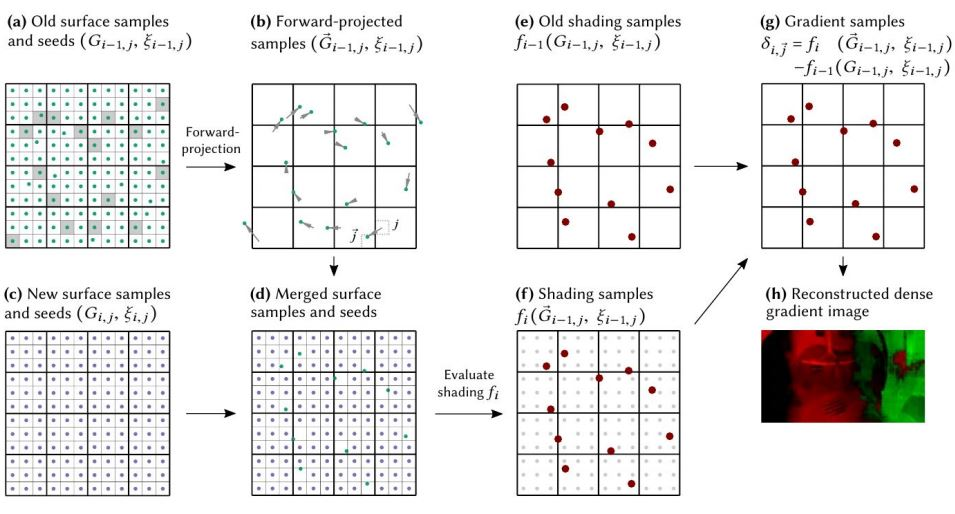 (a) Old surface samples
and seeds (G_{i−1,j}, ξ_{i−1,j})
(b) Forward-projected
samples (G⃗_{i−1,j}, ξ_{i−1,j})
(e) Old shading samples
f_{i−1}(G_{i−1,j}, ξ_{i−1,j})
(g) Gradient samples
δ_{i,j⃗} = f_i (G⃗_{i−1,j}, ξ_{i−1,j})
−f_{i−1}(G_{i−1,j}, ξ_{i−1,j})
Forward-
projection
j⃗
j
(c) New surface samples
and seeds (G_{i,j}, ξ_{i,j})
(d) Merged surface
samples and seeds
(f) Shading samples
f_i(G⃗_{i−1,j}, ξ_{i−1,j})
(h) Reconstructed dense
gradient image
Evaluate
shading f_i